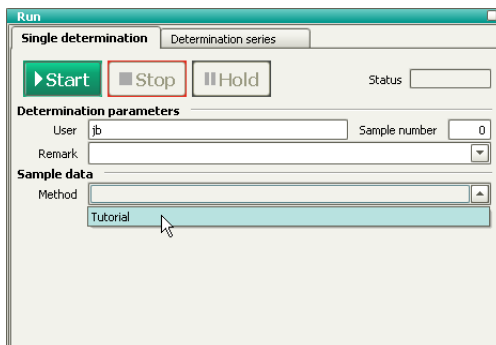 Run
Single determination Determination series
Start Stop Hold Status
Determination parameters
User jb Sample number 0
Remark
Sample data
Method
Tutorial